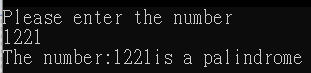 Please enter the number
1221
The number:1221is a palindrome